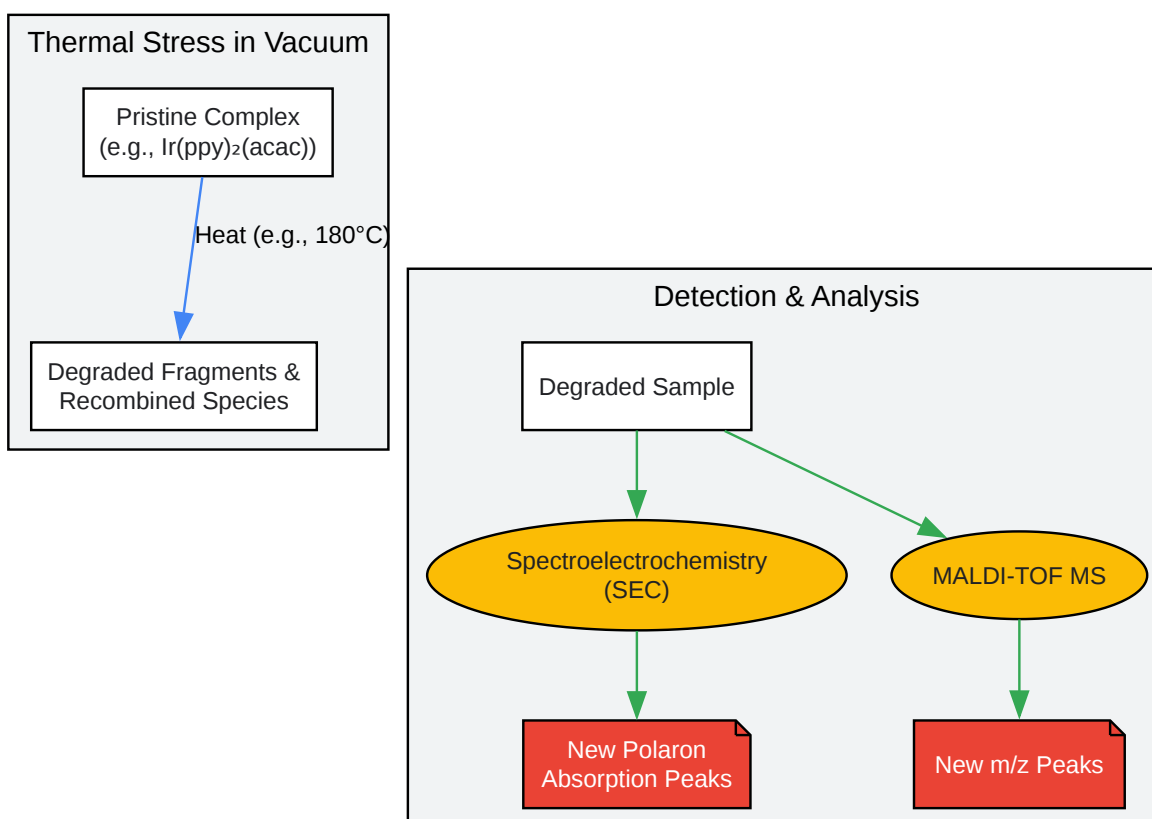 Thermal Stress in Vacuum
Pristine Complex
(e.g., Ir(ppy)₂(acac))
Heat (e.g., 180°C)
Degraded Fragments &
Recombined Species
Detection & Analysis
Degraded Sample
Spectroelectrochemistry
(SEC)
MALDI-TOF MS
New Polaron
Absorption Peaks
New m/z Peaks